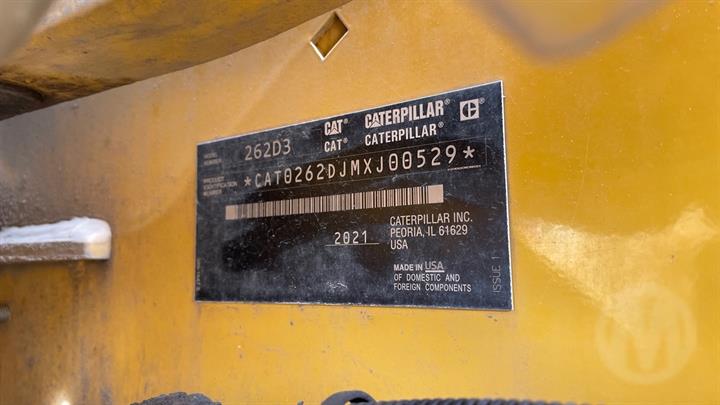 MODEL NUMBER 262D3 CAT CATERPILLAR®
CAT® CATERPILLAR®
PRODUCT IDENTIFICATION NUMBER *CAT0262DJMXJ00529*
2021
CATERPILLAR INC.
PEORIA, IL 61629
USA
MADE IN USA
OF DOMESTIC AND
FOREIGN COMPONENTS
ISSUE 1
M